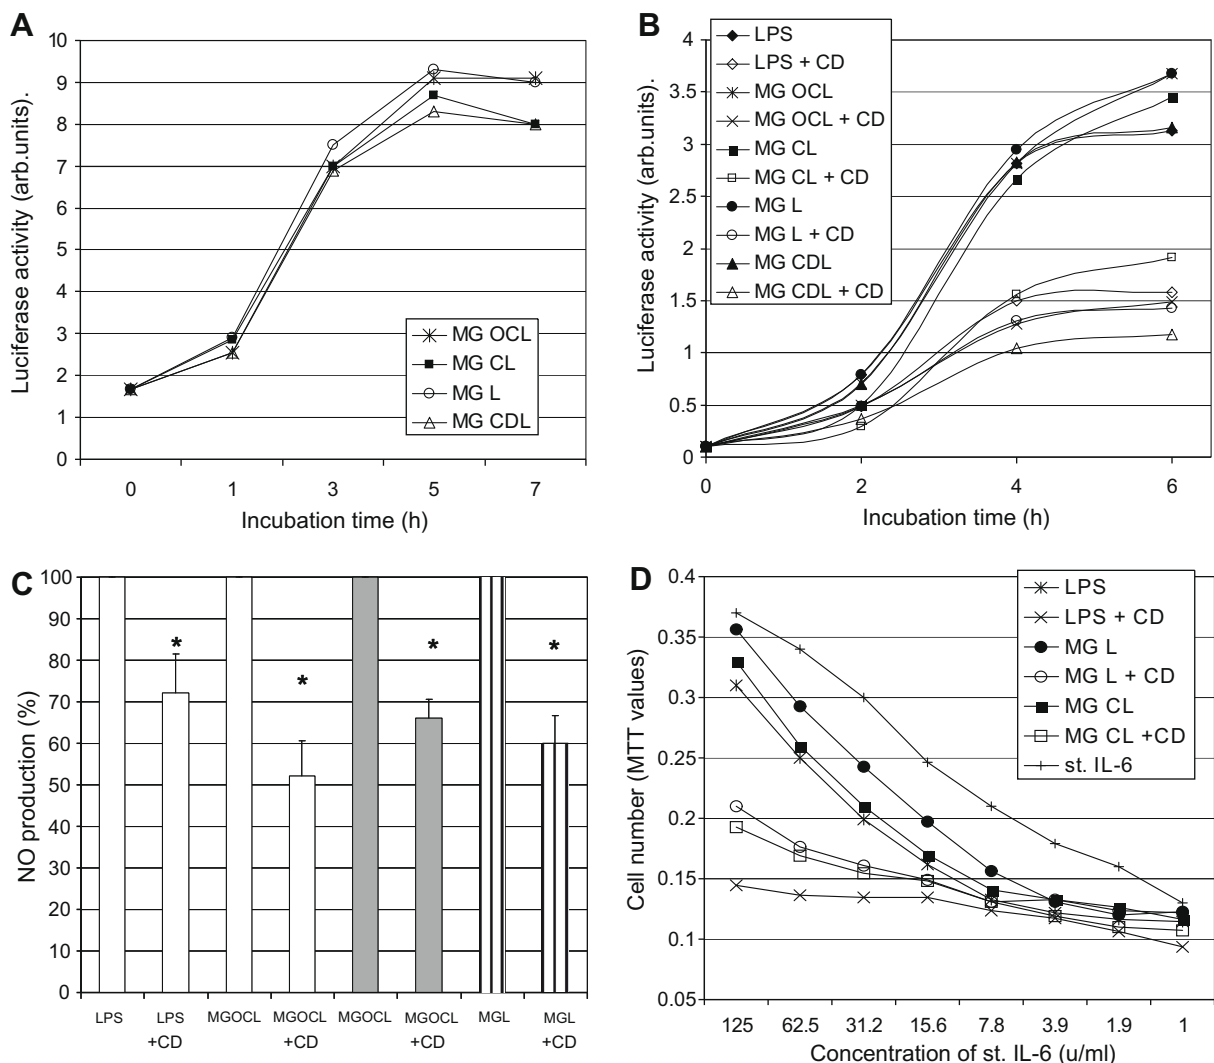 A
Luciferase activity (arb.units).
10
9
8
7
6
5
4
3
2
1
0
0 1 3 5 7
Incubation time (h)
MG OCL
MG CL
MG L
MG CDL
B
LPS
LPS + CD
MG OCL
MG OCL + CD
MG CL
MG CL + CD
MG L
MG L + CD
MG CDL
MG CDL + CD
Luciferase activity (arb.units).
4
3.5
3
2.5
2
1.5
1
0.5
0
0 2 4 6
Incubation time (h)
C
NO production (%)
100
90
80
70
60
50
40
30
20
10
0
* * * *
LPS LPS MGOCL MGOCL MGOCL MGOCL MGL MGL
+CD +CD +CD +CD
D
Cell number (MTT values)
0.4
0.35
0.3
0.25
0.2
0.15
0.1
0.05
LPS
LPS + CD
MG L
MG L + CD
MG CL
MG CL +CD
st. IL-6
125 62.5 31.2 15.6 7.8 3.9 1.9 1
Concentration of st. IL-6 (u/ml)